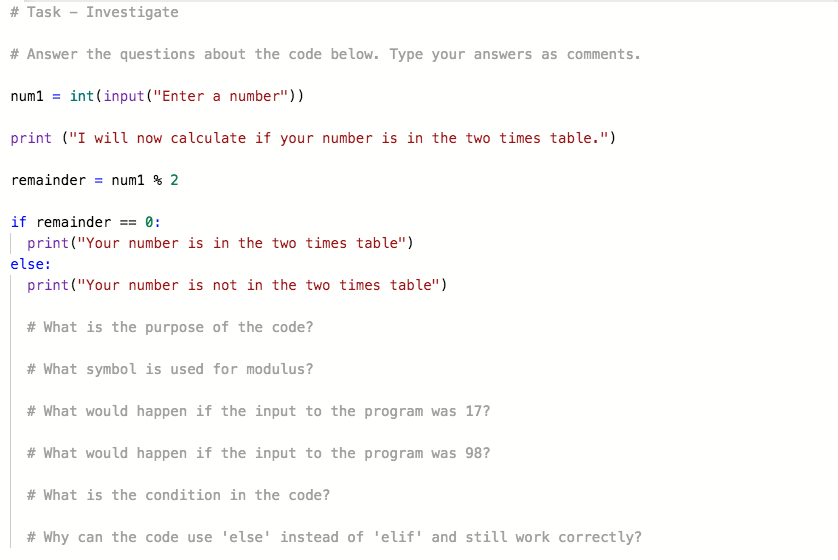 # Task – Investigate
# Answer the questions about the code below. Type your answers as comments.
num1 = int(input("Enter a number"))
print ("I will now calculate if your number is in the two times table.")
remainder = num1 % 2
if remainder == 0:
  print("Your number is in the two times table")
else:
  print("Your number is not in the two times table")
  # What is the purpose of the code?
  # What symbol is used for modulus?
  # What would happen if the input to the program was 17?
  # What would happen if the input to the program was 98?
  # What is the condition in the code?
  # Why can the code use 'else' instead of 'elif' and still work correctly?